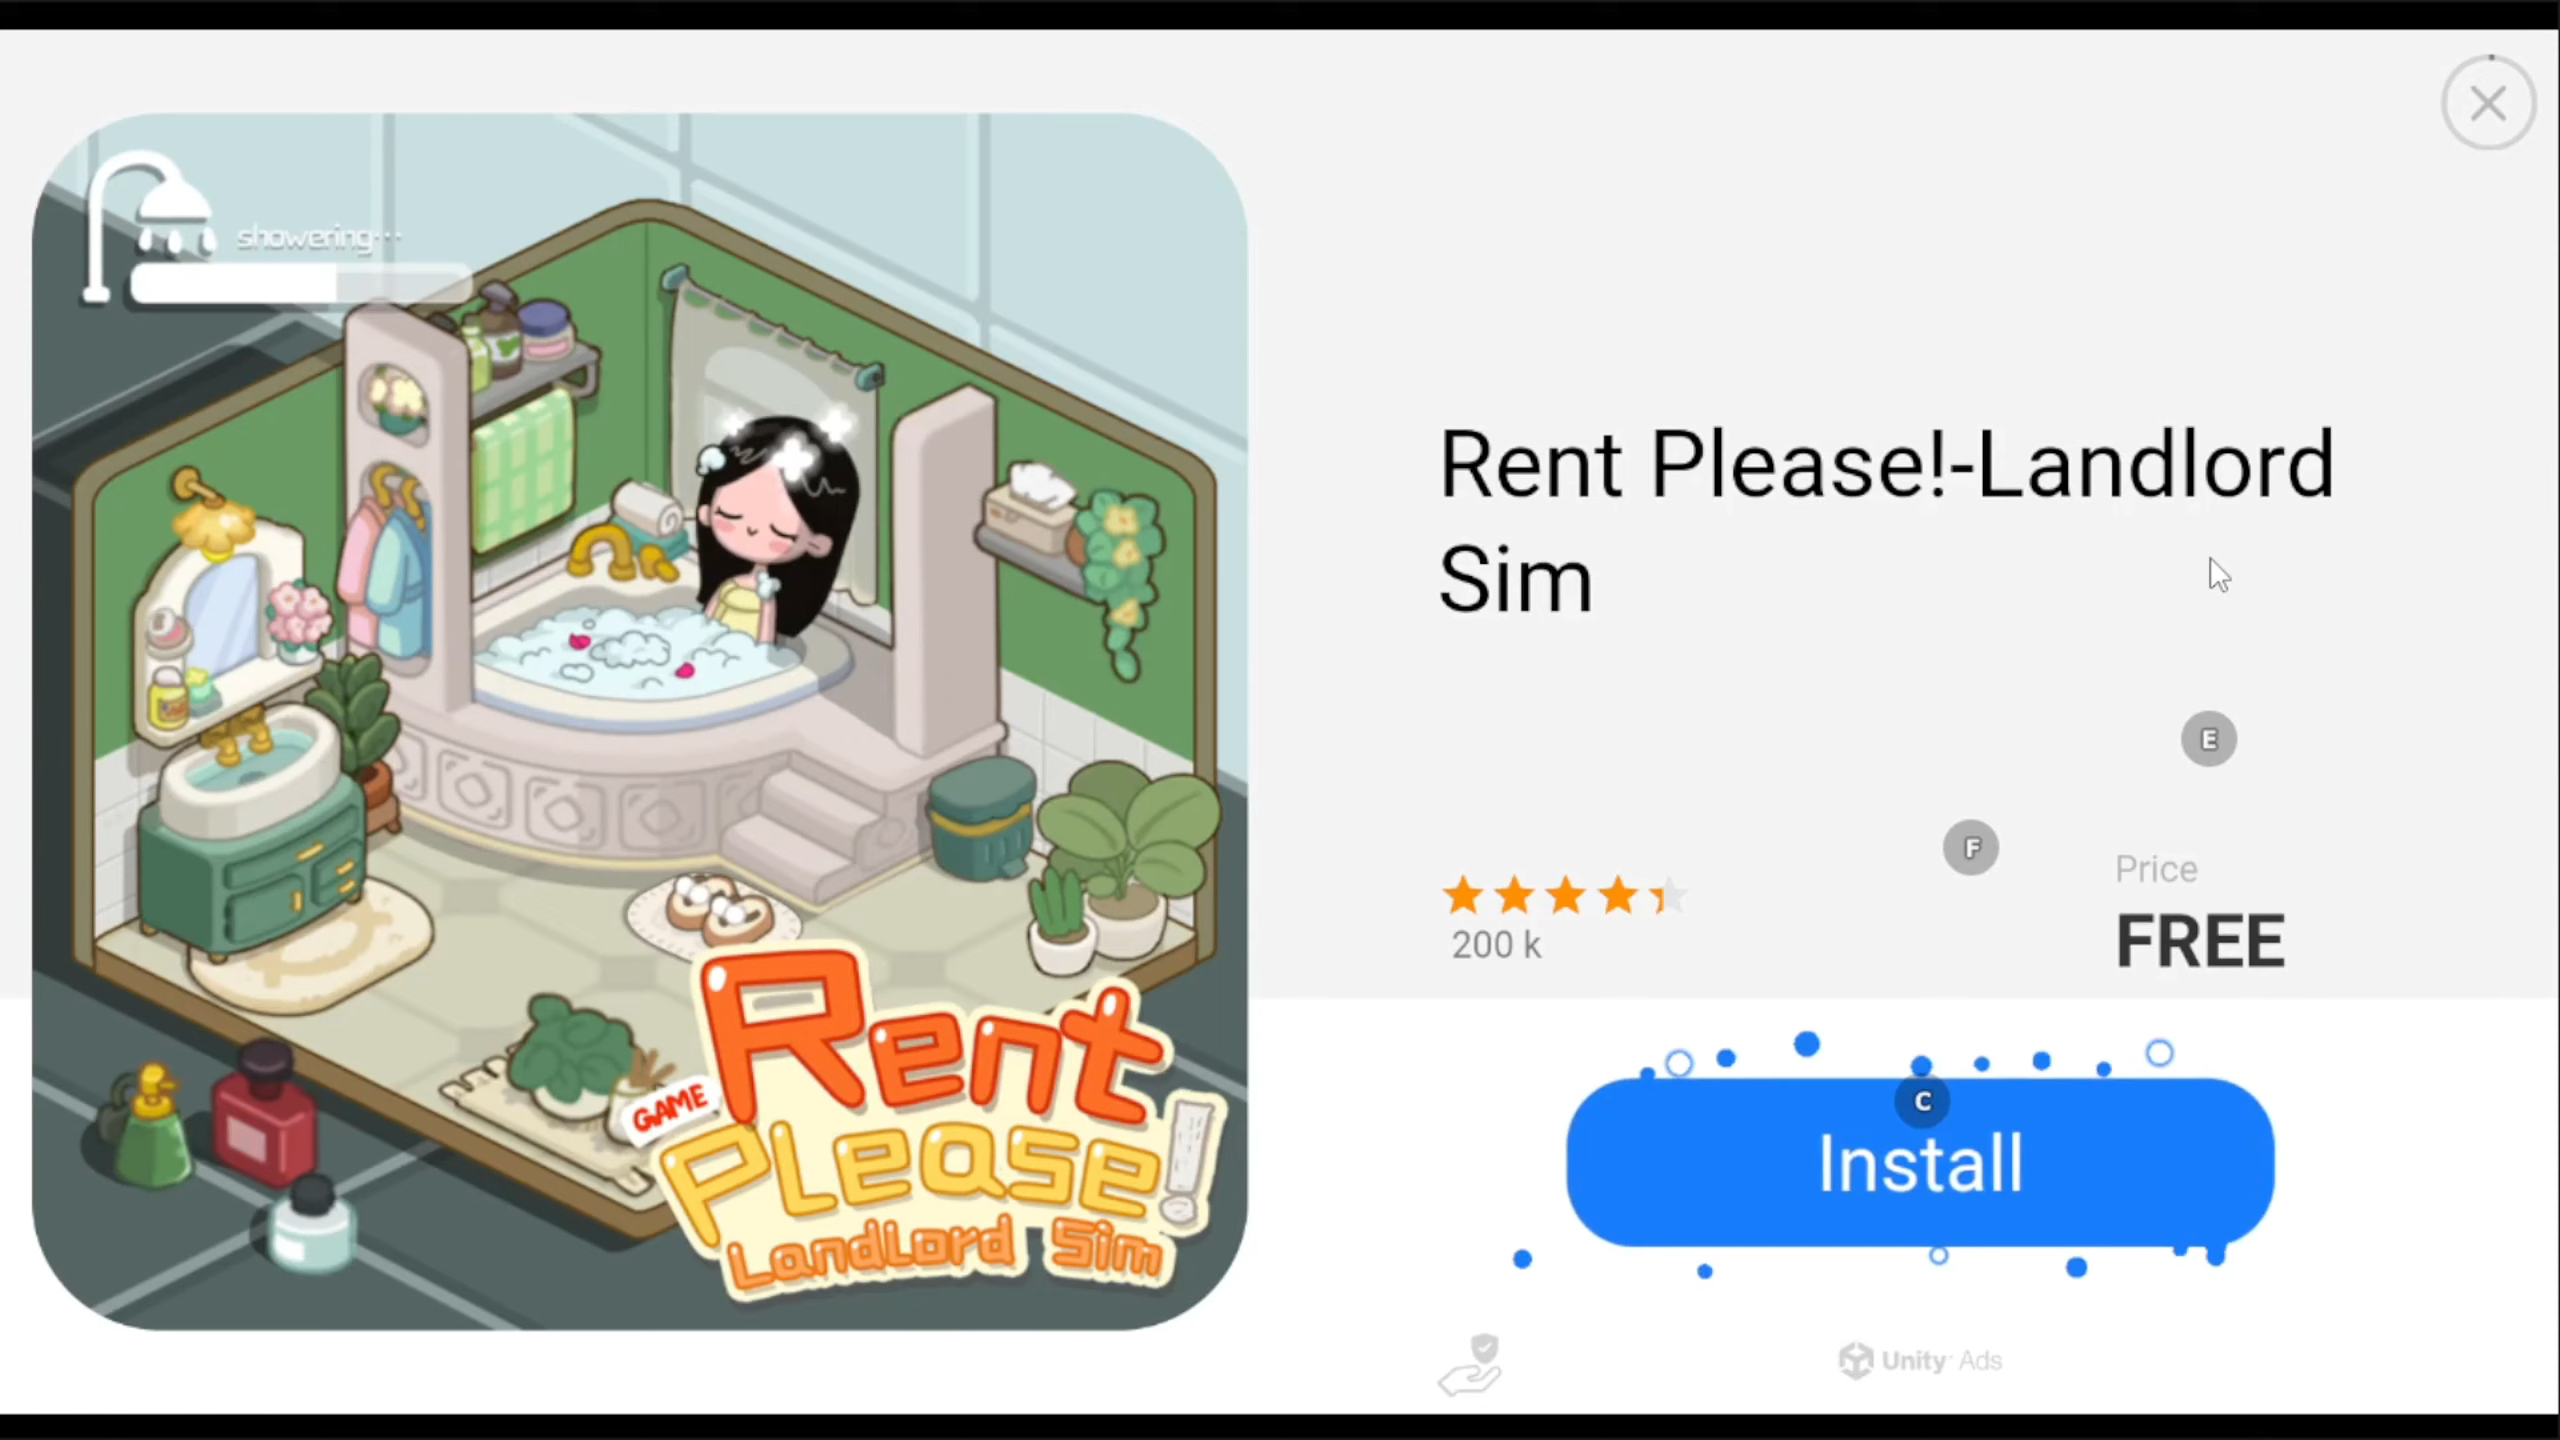 showering...
GAME
Rent
Please!
Landlord Sim
Rent Please!-Landlord
Sim
E
F
200 k
Price
FREE
C
Install
Unity Ads